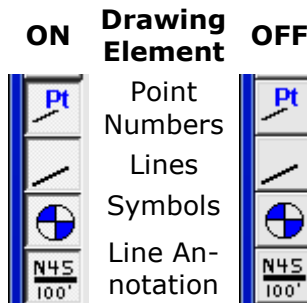 ON Drawing Element OFF
Pt Point Numbers Pt
Lines
Symbols
N45 100' Line An-notation N45 100'